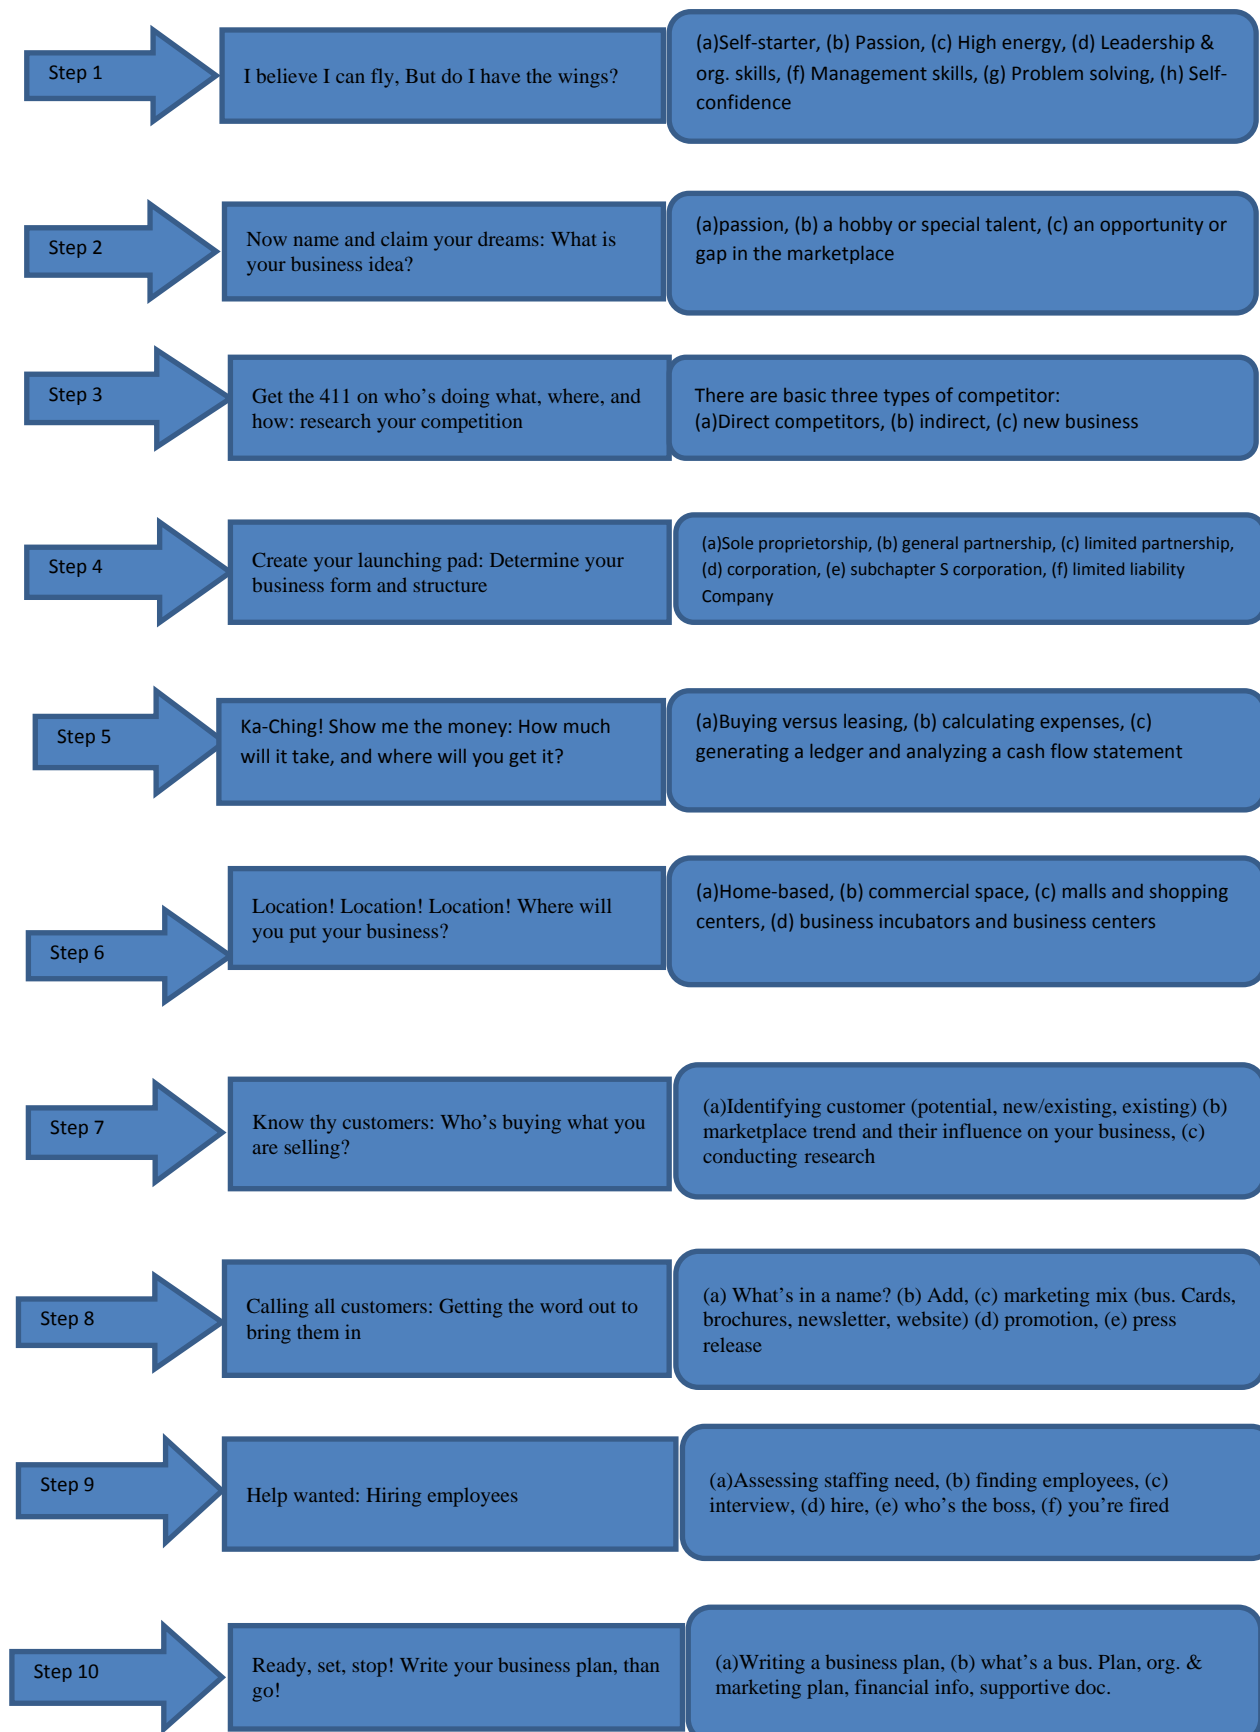 Step 1
I believe I can fly, But do I have the wings?
(a)Self-starter, (b) Passion, (c) High energy, (d) Leadership &
org. skills, (f) Management skills, (g) Problem solving, (h) Self-
confidence
Step 2
Now name and claim your dreams: What is
your business idea?
(a)passion, (b) a hobby or special talent, (c) an opportunity or
gap in the marketplace
Step 3
Get the 411 on who's doing what, where, and
how: research your competition
There are basic three types of competitor:
(a)Direct competitors, (b) indirect, (c) new business
Step 4
Create your launching pad: Determine your
business form and structure
(a)Sole proprietorship, (b) general partnership, (c) limited partnership,
(d) corporation, (e) subchapter S corporation, (f) limited liability
Company
Step 5
Ka-Ching! Show me the money: How much
will it take, and where will you get it?
(a)Buying versus leasing, (b) calculating expenses, (c)
generating a ledger and analyzing a cash flow statement
Step 6
Location! Location! Location! Where will
you put your business?
(a)Home-based, (b) commercial space, (c) malls and shopping
centers, (d) business incubators and business centers
Step 7
Know thy customers: Who's buying what you
are selling?
(a)Identifying customer (potential, new/existing, existing) (b)
marketplace trend and their influence on your business, (c)
conducting research
Step 8
Calling all customers: Getting the word out to
bring them in
(a) What's in a name? (b) Add, (c) marketing mix (bus. Cards,
brochures, newsletter, website) (d) promotion, (e) press
release
Step 9
Help wanted: Hiring employees
(a)Assessing staffing need, (b) finding employees, (c)
interview, (d) hire, (e) who's the boss, (f) you're fired
Step 10
Ready, set, stop! Write your business plan, than
go!
(a)Writing a business plan, (b) what's a bus. Plan, org. &
marketing plan, financial info, supportive doc.